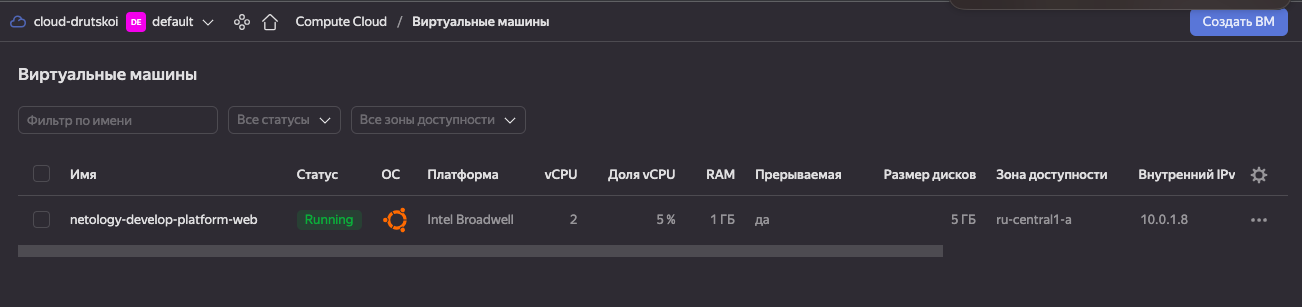 cloud-drutskoi DE default Compute Cloud / Виртуальные машины Создать ВМ
Виртуальные машины
Фильтр по имени Все статусы Все зоны доступности
Имя Статус ОС Платформа vCPU Доля vCPU RAM Прерываемая Размер дисков Зона доступности Внутренний IPv
netology-develop-platform-web Running Intel Broadwell 2 5 % 1 ГБ да 5 ГБ ru-central1-a 10.0.1.8